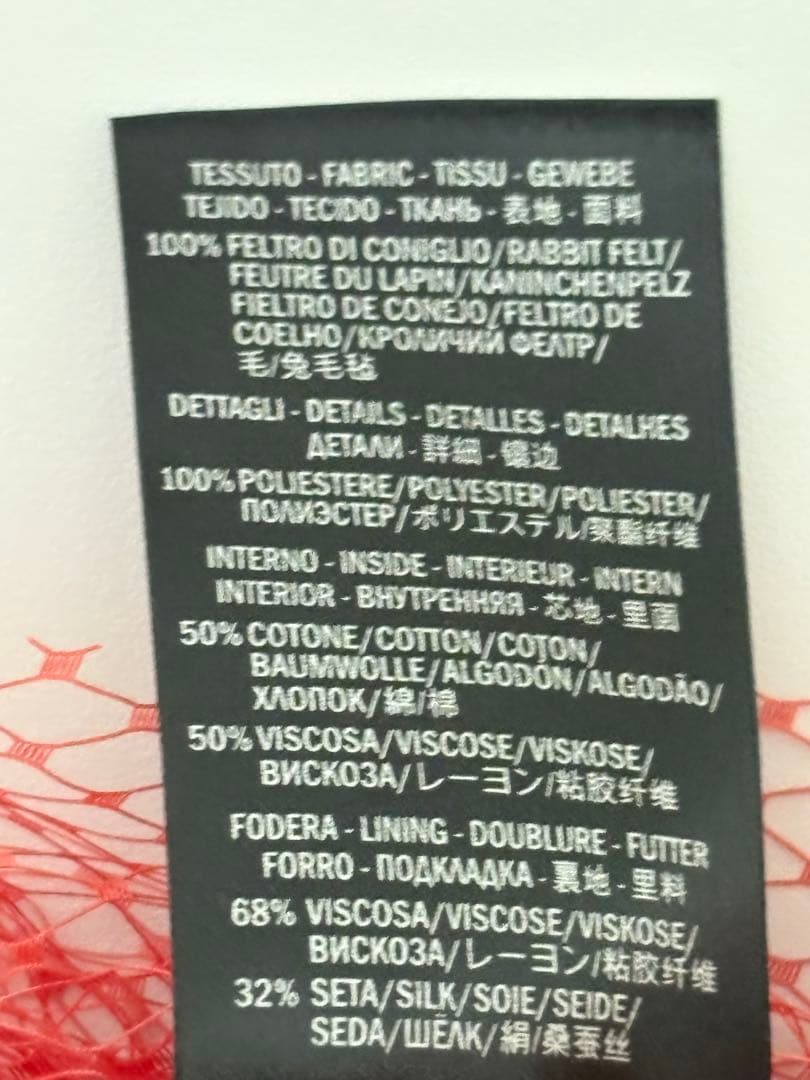 TESSUTO - FABRIC - TISSU - GEWEBE
TEJIDO - TECIDO - ТКАНЬ - 表地 - 面料
100% FELTRO DI CONIGLIO/RABBIT FELT/
FEUTRE DU LAPIN/KANINCHENPELZ
FIELTRO DE CONEJO/FELTRO DE
COELHO/КРОЛИЧИЙ ФЕЛТР/
毛/兔毛毡
DETTAGLI - DETAILS - DETALLES - DETALHES
ДЕТАЛИ - 詳細 - 镶边
100% POLIESTERE/POLYESTER/POLIESTER/
ПОЛИЭСТЕР/ポリエステル/聚酯纤维
INTERNO - INSIDE - INTERIEUR - INTERN
INTERIOR - ВНУТРЕННЯЯ - 芯地 - 里面
50% COTONE/COTTON/COTON/
BAUMWOLLE/ALGODÓN/ALGODÃO/
ХЛОПОК/綿/棉
50% VISCOSA/VISCOSE/VISKOSE/
ВИСКОЗА/レーヨン/粘胶纤维
FODERA - LINING - DOUBLURE - FUTTER
FORRO - ПОДКЛАДКА - 裏地 - 里料
68% VISCOSA/VISCOSE/VISKOSE/
ВИСКОЗА/レーヨン/粘胶纤维
32% SETA/SILK/SOIE/SEIDE/
SEDA/ШЁЛК/絹/桑蚕丝